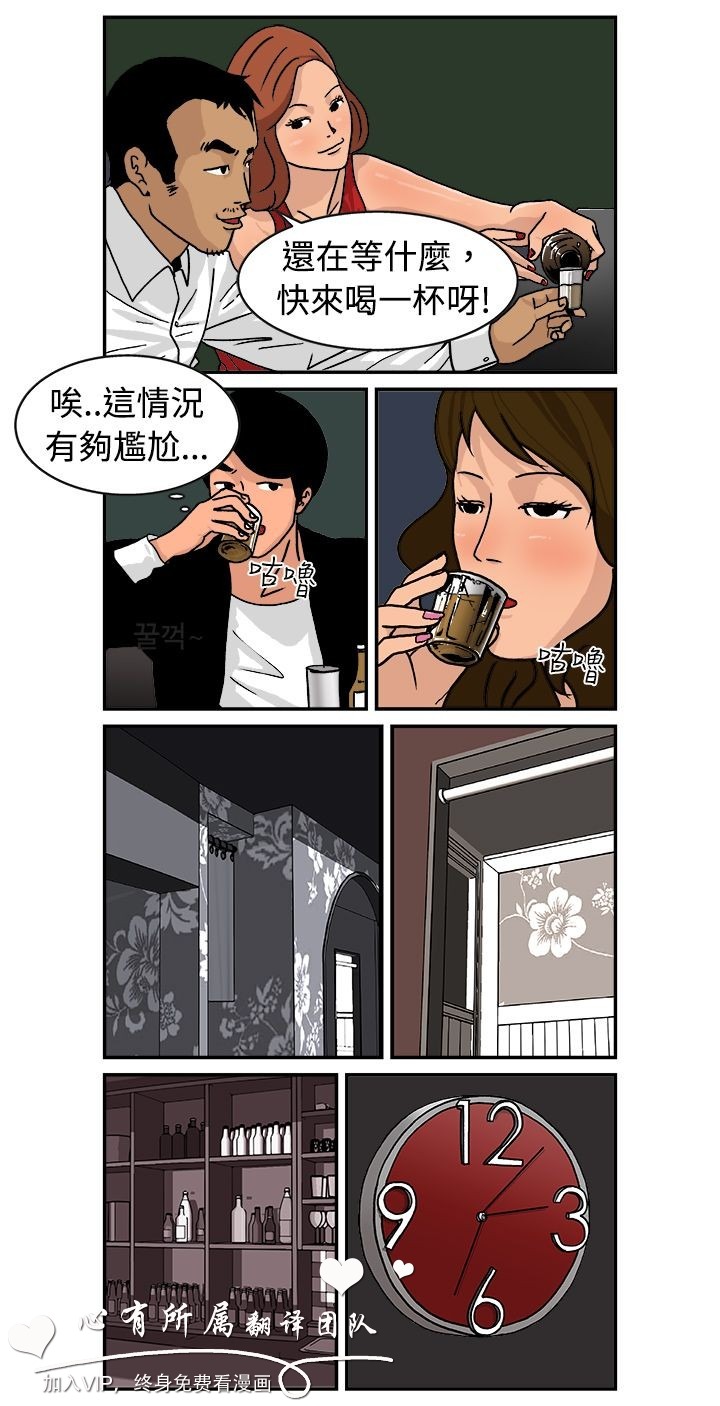 還在等什麼，
快來喝一杯呀!
唉..這情況
有夠尷尬...
咕嚕
꿀꺽~
咕嚕
12
9
3
6
心有所属翻译团队
加入VIP，终身免费看漫画